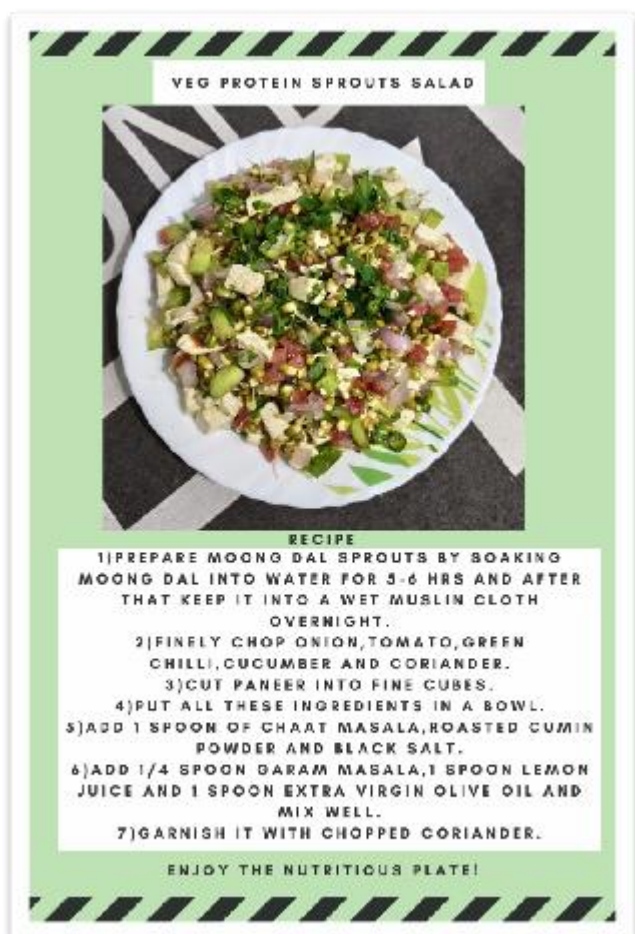 VEG PROTEIN SPROUTS SALAD
RECIPE
1)PREPARE MOONG DAL SPROUTS BY SOAKING
MOONG DAL INTO WATER FOR 5-6 HRS AND AFTER
THAT KEEP IT INTO A WET MUSLIN CLOTH
OVERNIGHT.
2)FINELY CHOP ONION,TOMATO,GREEN
CHILLI,CUCUMBER AND CORIANDER.
3)CUT PANEER INTO FINE CUBES.
4)PUT ALL THESE INGREDIENTS IN A BOWL.
5)ADD 1 SPOON OF CHAAT MASALA,ROASTED CUMIN
POWDER AND BLACK SALT.
6)ADD 1/4 SPOON GARAM MASALA,1 SPOON LEMON
JUICE AND 1 SPOON EXTRA VIRGIN OLIVE OIL AND
MIX WELL.
7)GARNISH IT WITH CHOPPED CORIANDER.
ENJOY THE NUTRITIOUS PLATE!